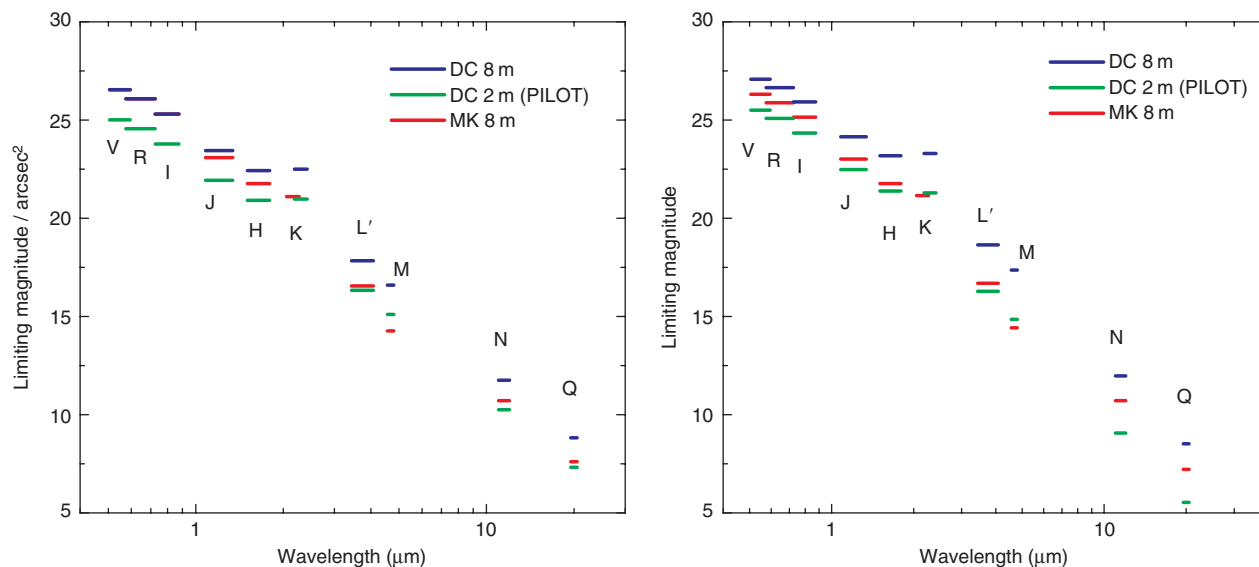 30
25
20
15
10
5
Limiting magnitude / arcsec²
DC 8 m
DC 2 m (PILOT)
MK 8 m
V
R
I
J
H
K
L′
M
N
Q
1
10
Wavelength (μm)
30
25
20
15
10
5
Limiting magnitude
DC 8 m
DC 2 m (PILOT)
MK 8 m
V
R
I
J
H
K
L′
M
N
Q
1
10
Wavelength (μm)